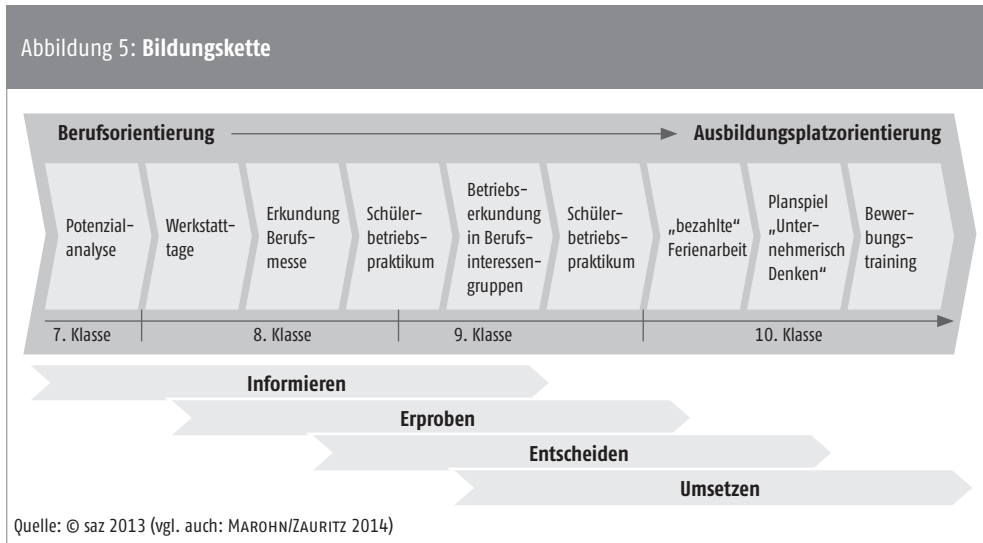 Abbildung 5: Bildungskette
Berufsorientierung
Ausbildungsplatzorientierung
Potenzial-
analyse
Werkstatt-
tage
Erkundung
Berufs-
messe
Schüler-
betriebs-
praktikum
Betriebs-
erkundung
in Berufs-
interessen-
gruppen
Schüler-
betriebs-
praktikum
„bezahlte“
Ferienarbeit
Planspiel
„Unter-
nehmerisch
Denken“
Bewer-
bungs-
training
7. Klasse
8. Klasse
9. Klasse
10. Klasse
Informieren
Erproben
Entscheiden
Umsetzen
Quelle: © saz 2013 (vgl. auch: MAROHN/ZAURITZ 2014)